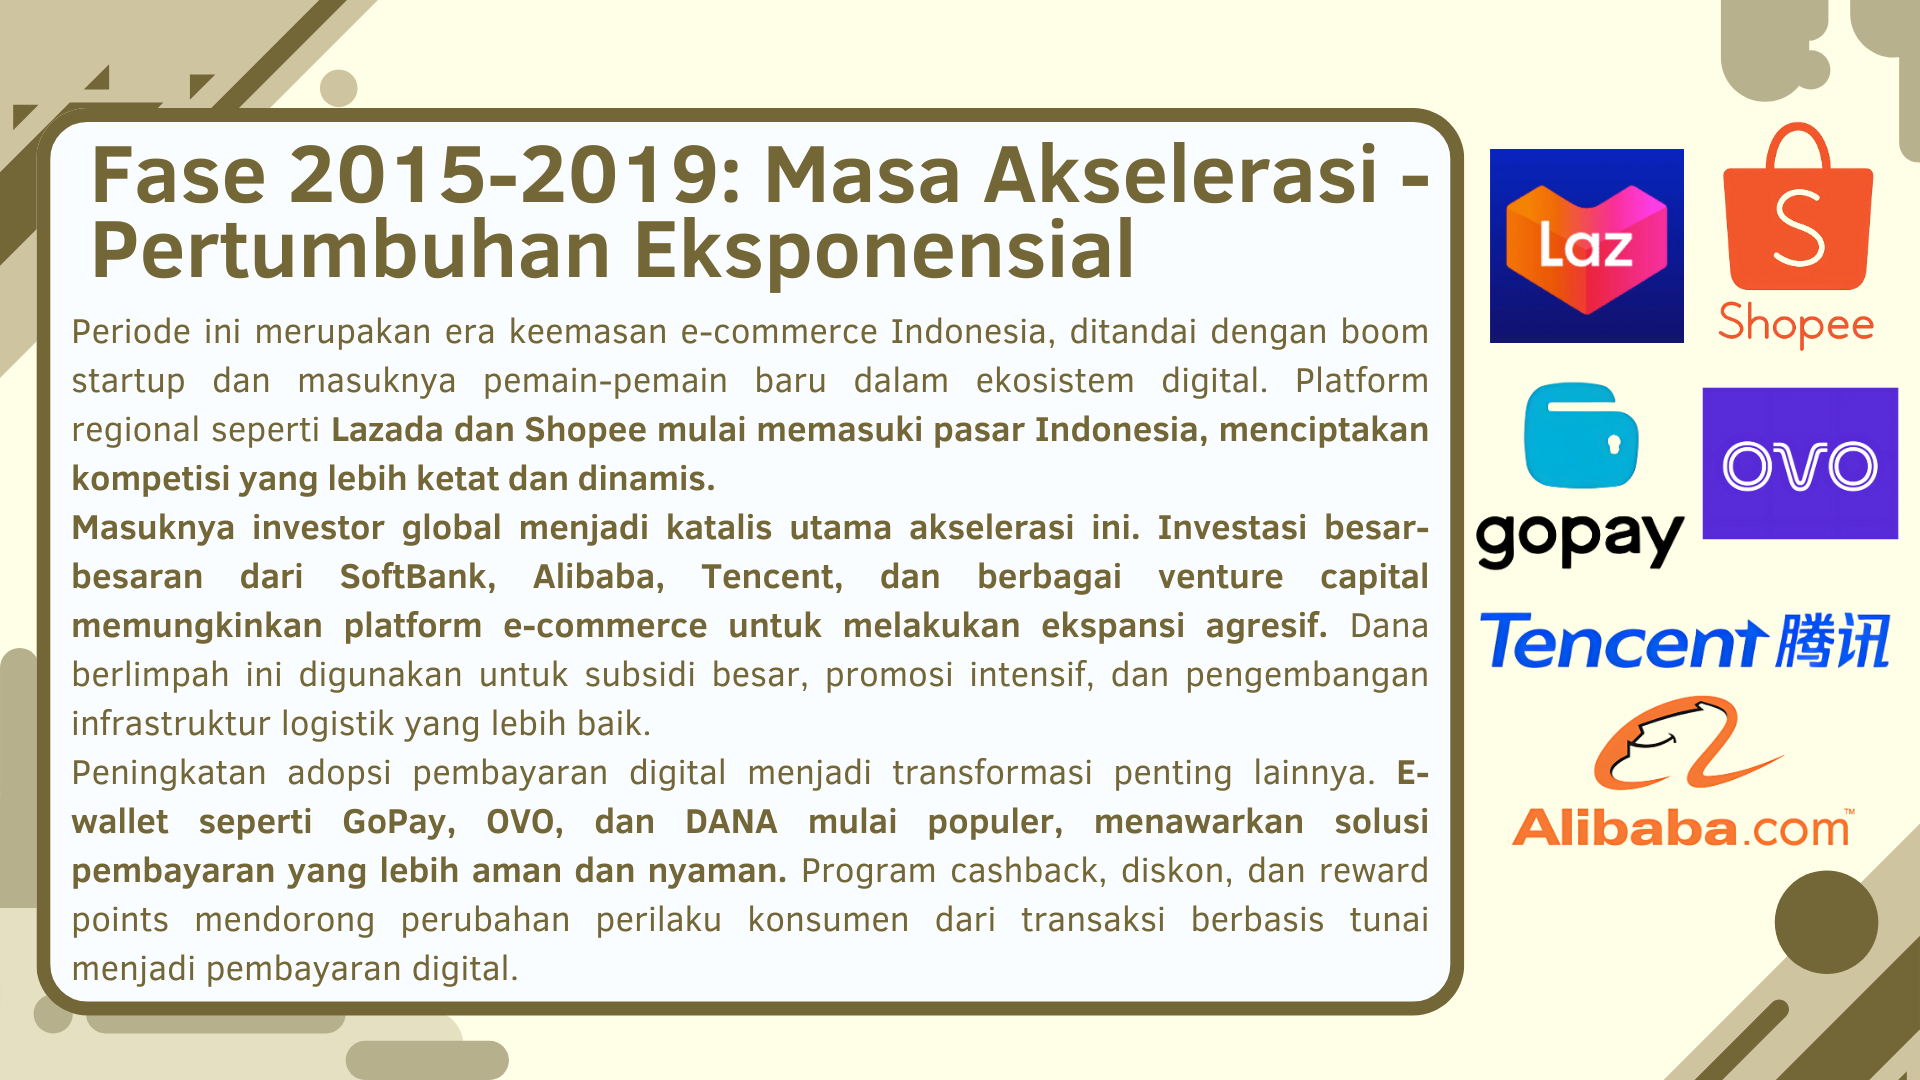 Fase 2015-2019: Masa Akselerasi -
Pertumbuhan Eksponensial
Periode ini merupakan era keemasan e-commerce Indonesia, ditandai dengan boom
startup dan masuknya pemain-pemain baru dalam ekosistem digital. Platform
regional seperti Lazada dan Shopee mulai memasuki pasar Indonesia, menciptakan
kompetisi yang lebih ketat dan dinamis.
Masuknya investor global menjadi katalis utama akselerasi ini. Investasi besar-
besaran dari SoftBank, Alibaba, Tencent, dan berbagai venture capital
memungkinkan platform e-commerce untuk melakukan ekspansi agresif. Dana
berlimpah ini digunakan untuk subsidi besar, promosi intensif, dan pengembangan
infrastruktur logistik yang lebih baik.
Peningkatan adopsi pembayaran digital menjadi transformasi penting lainnya. E-
wallet seperti GoPay, OVO, dan DANA mulai populer, menawarkan solusi
pembayaran yang lebih aman dan nyaman. Program cashback, diskon, dan reward
points mendorong perubahan perilaku konsumen dari transaksi berbasis tunai
menjadi pembayaran digital.
Laz
S
Shopee
gopay
OVO
Tencent 腾讯
Alibaba.com™